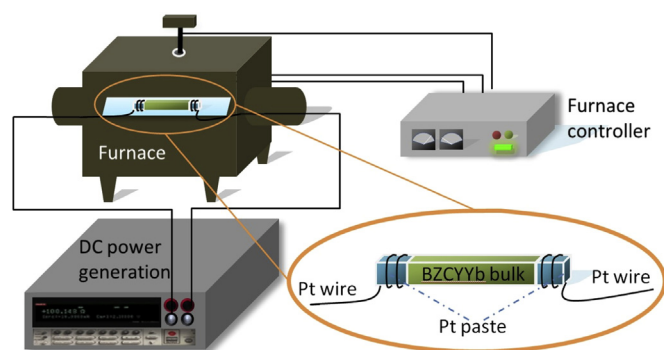 Furnace
Furnace
controller
DC power
generation
BZCYYb bulk
Pt wire
Pt wire
Pt paste